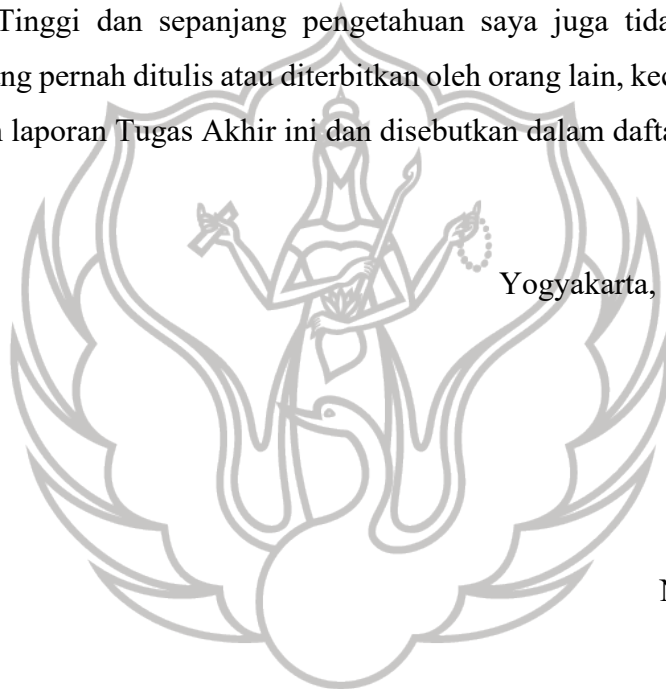 Tinggi dan sepanjang pengetahuan saya juga tida
ng pernah ditulis atau diterbitkan oleh orang lain, kec
laporan Tugas Akhir ini dan disebutkan dalam dafta
Yogyakarta,